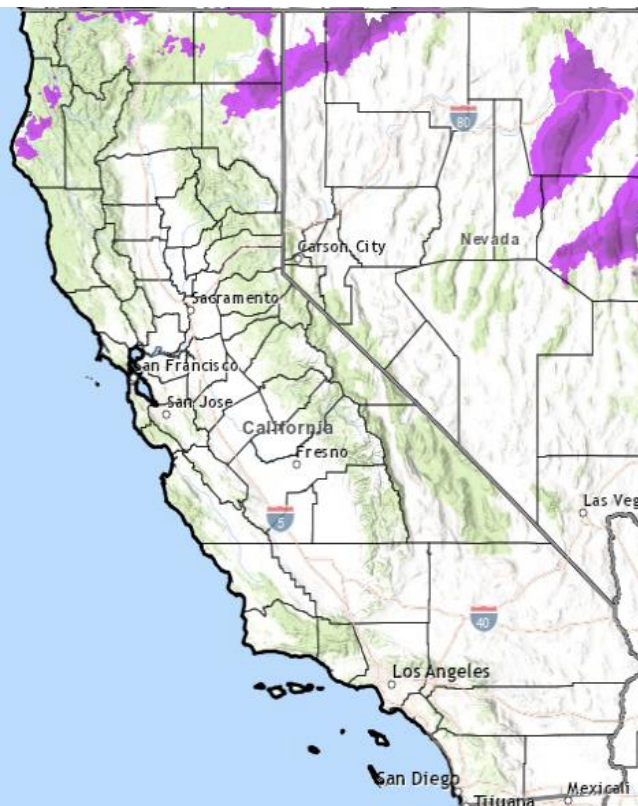 80
Carson City
Nevada
Sacramento
San Francisco
San Jose
California
Fresno
5
Las Veg
40
Los Angeles
San Diego
Tijuana
Mexicali